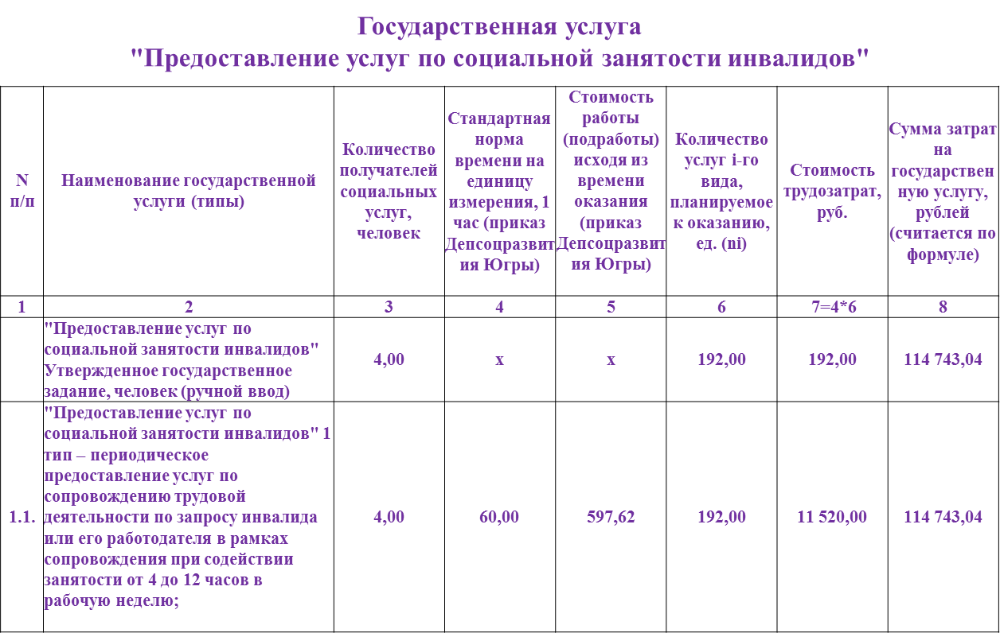 Государственная услуга
"Предоставление услуг по социальной занятости инвалидов"
N
п/п
Наименование государственной
услуги (типы)
Количество
получателей
социальных
услуг,
человек
Стандартная
норма
времени на
единицу
измерения, 1
час (приказ
Депсоцразвит
ия Югры)
Стоимость
работы
(подработы)
исходя из
времени
оказания
(приказ
Депсоцразвит
ия Югры)
Количество
услуг i-го
вида,
планируемое
к оказанию,
ед. (ni)
Стоимость
трудозатрат,
руб.
Сумма затрат
на
государствен
ную услугу,
рублей
(считается по
формуле)
1 2 3 4 5 6 7=4*6 8
"Предоставление услуг по
социальной занятости инвалидов"
Утвержденное государственное
задание, человек (ручной ввод)
4,00 x x 192,00 192,00 114 743,04
1.1.
"Предоставление услуг по
социальной занятости инвалидов" 1
тип – периодическое
предоставление услуг по
сопровождению трудовой
деятельности по запросу инвалида
или его работодателя в рамках
сопровождения при содействии
занятости от 4 до 12 часов в
рабочую неделю;
4,00 60,00 597,62 192,00 11 520,00 114 743,04